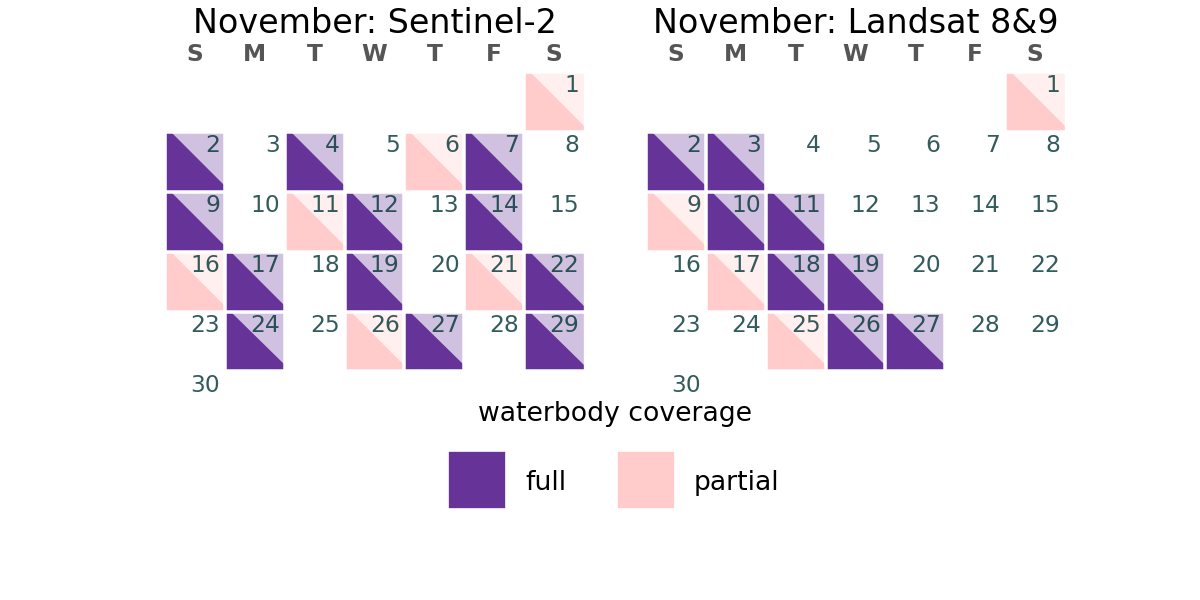 November: Sentinel-2
S M T W T F S
1
2 3 4 5 6 7 8
9 10 11 12 13 14 15
16 17 18 19 20 21 22
23 24 25 26 27 28 29
30
November: Landsat 8&9
S M T W T F S
1
2 3 4 5 6 7 8
9 10 11 12 13 14 15
16 17 18 19 20 21 22
23 24 25 26 27 28 29
30
waterbody coverage
full partial